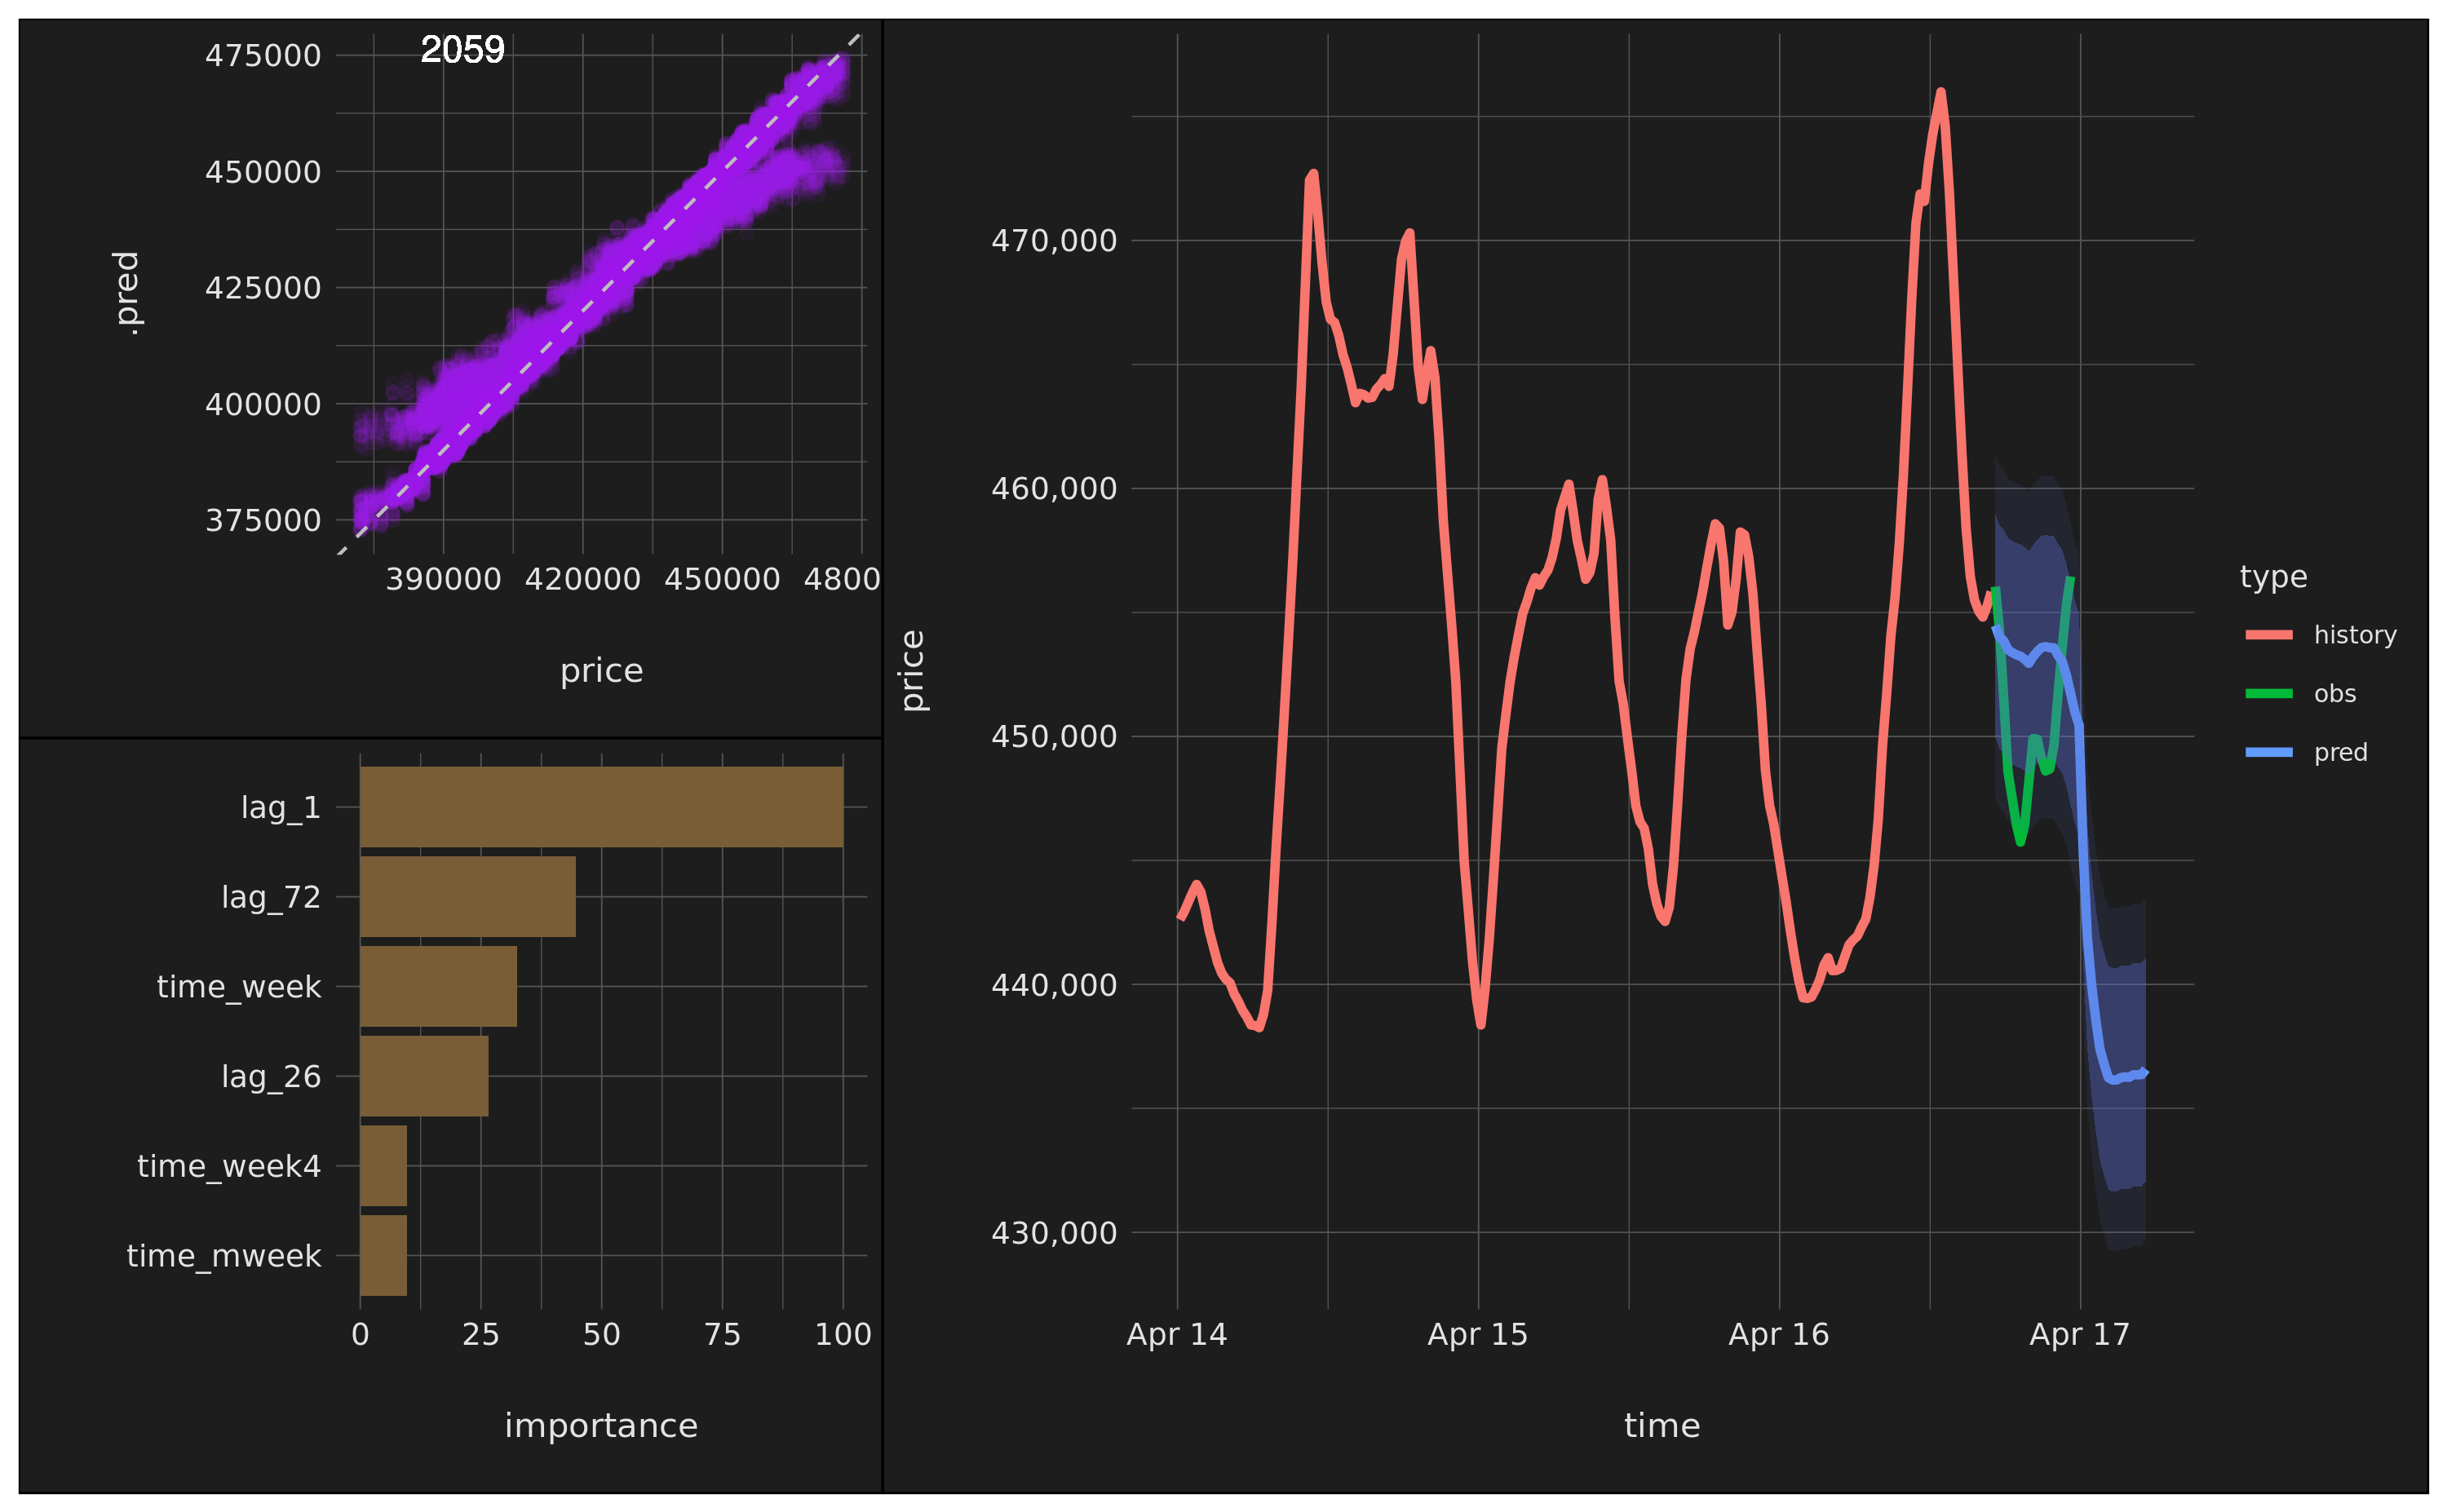 2059
475000
450000
425000
400000
375000
.pred
390000 420000 450000 4800
price
lag_1
lag_72
time_week
lag_26
time_week4
time_mweek
0 25 50 75 100
importance
470,000
460,000
450,000
440,000
430,000
price
Apr 14 Apr 15 Apr 16 Apr 17
time
type
history
obs
pred